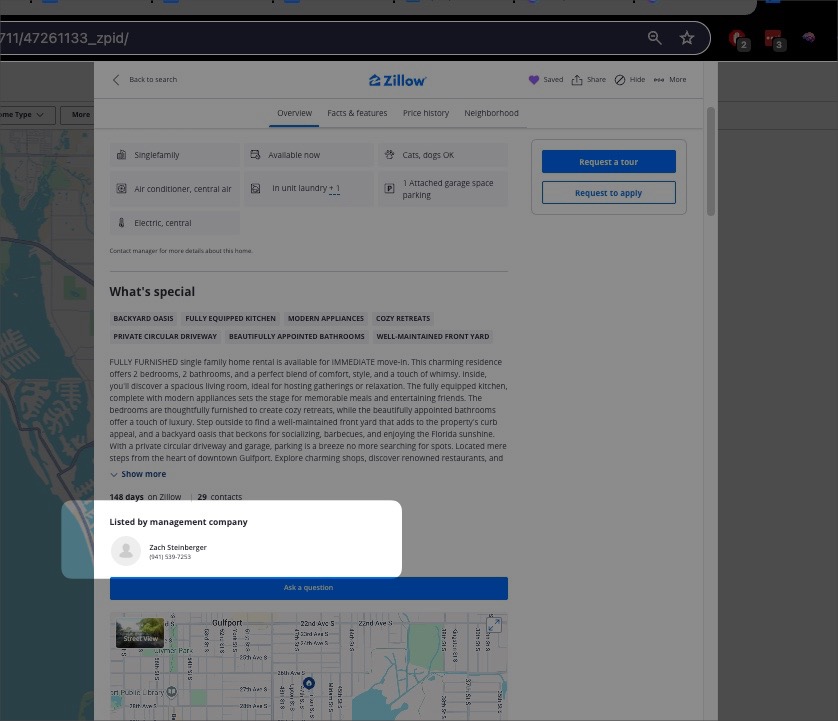 711/47261133_zpid/
2
3
Back to search
Zillow
Saved
Share
Hide
More
ome Type
More
Overview
Facts & features
Price history
Neighborhood
Singlefamily
Available now
Cats, dogs OK
Air conditioner, central air
In unit laundry + 1
1 Attached garage space
parking
Electric, central
Request a tour
Request to apply
Contact manager for more details about this home.
What's special
BACKYARD OASIS
FULLY EQUIPPED KITCHEN
MODERN APPLIANCES
COZY RETREATS
PRIVATE CIRCULAR DRIVEWAY
BEAUTIFULLY APPOINTED BATHROOMS
WELL-MAINTAINED FRONT YARD
FULLY FURNISHED single family home rental is available for IMMEDIATE move-in. This charming residence
offers 2 bedrooms, 2 bathrooms, and a perfect blend of comfort, style, and a touch of whimsy. Inside,
you'll discover a spacious living room, ideal for hosting gatherings or relaxation. The fully equipped kitchen,
complete with modern appliances sets the stage for memorable meals and entertaining friends. The
bedrooms are thoughtfully furnished to create cozy retreats, while the beautifully appointed bathrooms
offer a touch of luxury. Step outside to find a well-maintained front yard that adds to the property's curb
appeal, and a backyard oasis that beckons for socializing, barbecues, and enjoying the Florida sunshine.
With a private circular driveway and garage, parking is a breeze no more searching for spots. Located mere
steps from the heart of downtown Gulfport. Explore charming shops, discover renowned restaurants, and
Show more
148 days on Zillow | 29 contacts
Listed by management company
Zach Steinberger
(941) 539-7253
Ask a question
Street View
Gulfport
22nd Ave S
22nd Ave S
23rd Ave S
24th Ave S
25th Ave S
26th Ave S
27th Ave S
28th Ave S
ort Public Library